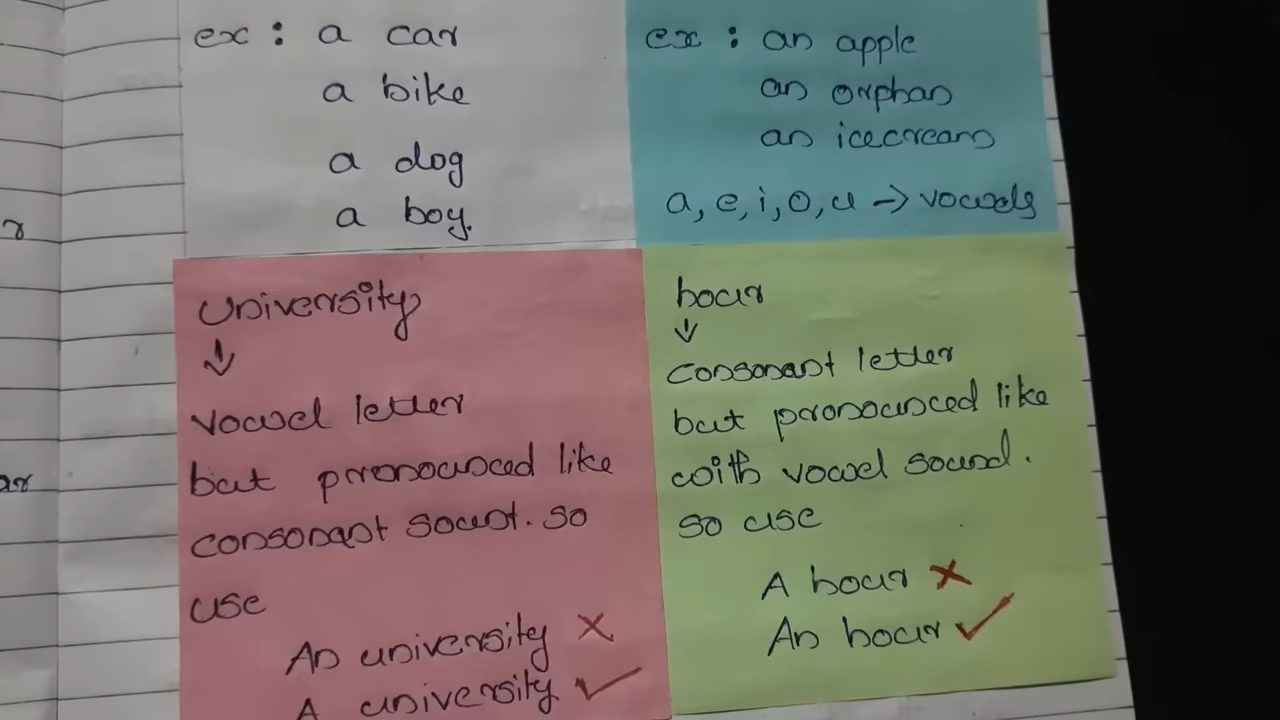 ex : a car
a bike
a dog
a boy.
ex : an apple
an orphan
an icecream
a, e, i, o, u -> vowels
University
↓
vowel letter
but pronounced like
consonant sount. so
use
An university ✗
A university. ✓
hour
↓
consonant letter
but pronounced like
with vowel sound.
so use
A hour ✗
An hour ✓